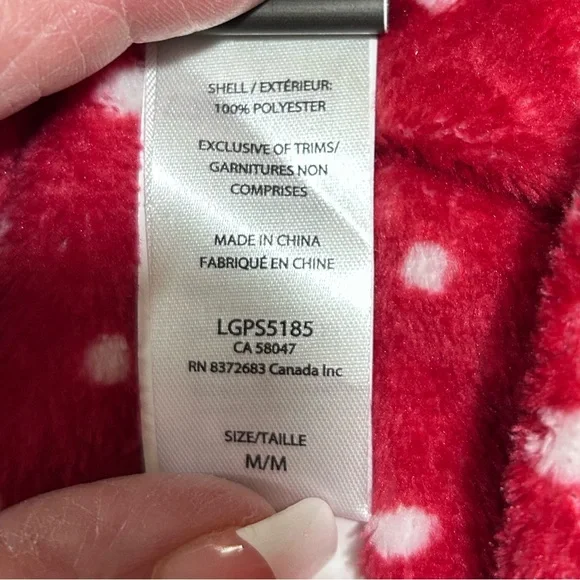 SHELL / EXTÉRIEUR:
100% POLYESTER
EXCLUSIVE OF TRIMS/
GARNITURES NON
COMPRISES
MADE IN CHINA
FABRIQUÉ EN CHINE
LGPS5185
CA 58047
RN 8372683 Canada Inc
SIZE/TAILLE
M/M